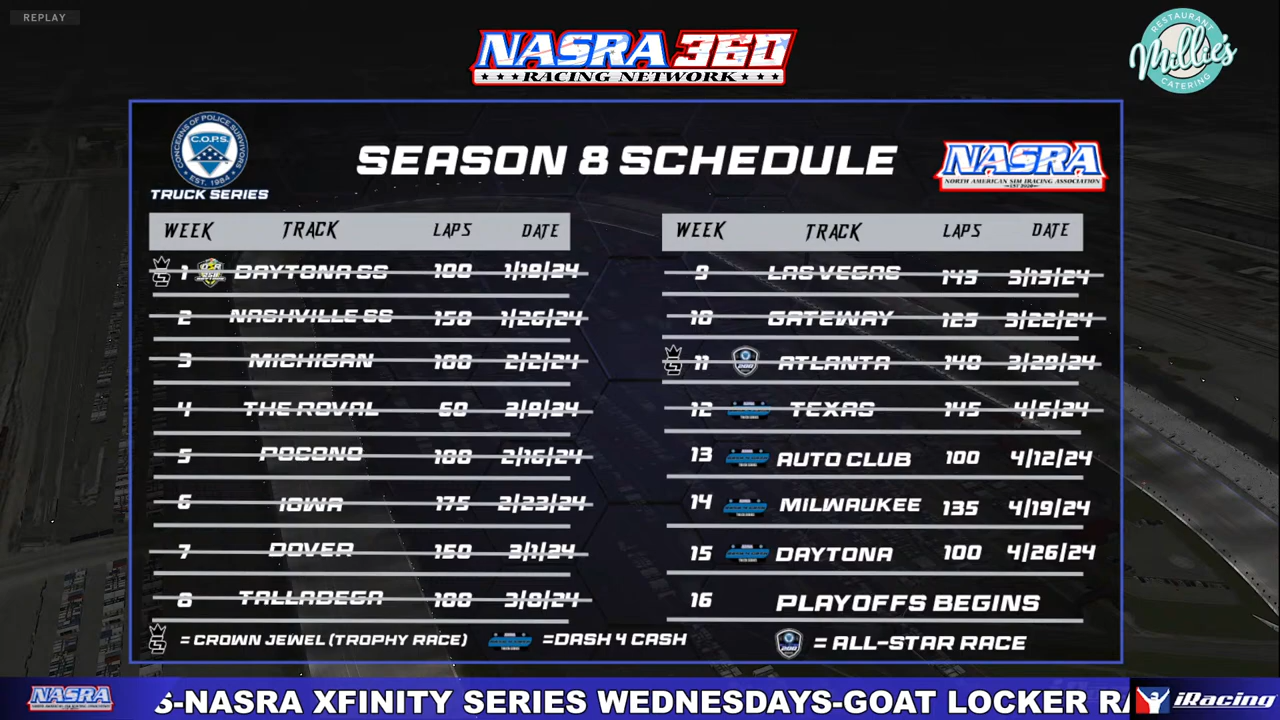 REPLAY
NASRA 360
RACING NETWORK
RESTAURANT
Millie's
CATERING
CONCERNS OF POLICE SURVIVORS
C.O.P.S.
EST. 1984
TRUCK SERIES
SEASON 8 SCHEDULE
NASRA
NORTH AMERICAN SIM RACING ASSOCIATION
WEEK TRACK LAPS DATE
1 DAYTONA SS 100 1/18/24
2 NASHVILLE SS 150 1/26/24
3 MICHIGAN 100 2/2/24
4 THE ROVAL 60 2/8/24
5 POCONO 100 2/16/24
6 IOWA 175 2/23/24
7 DOVER 150 3/1/24
8 TALLADEGA 100 3/8/24
WEEK TRACK LAPS DATE
9 LAS VEGAS 145 3/15/24
10 GATEWAY 125 3/22/24
11 ATLANTA 140 3/29/24
12 TEXAS 145 4/5/24
13 AUTO CLUB 100 4/12/24
14 MILWAUKEE 135 4/19/24
15 DAYTONA 100 4/26/24
16 PLAYOFFS BEGINS
= CROWN JEWEL (TROPHY RACE) =DASH 4 CASH = ALL-STAR RACE
NASRA S-NASRA XFINITY SERIES WEDNESDAYS-GOAT LOCKER RA iRacing